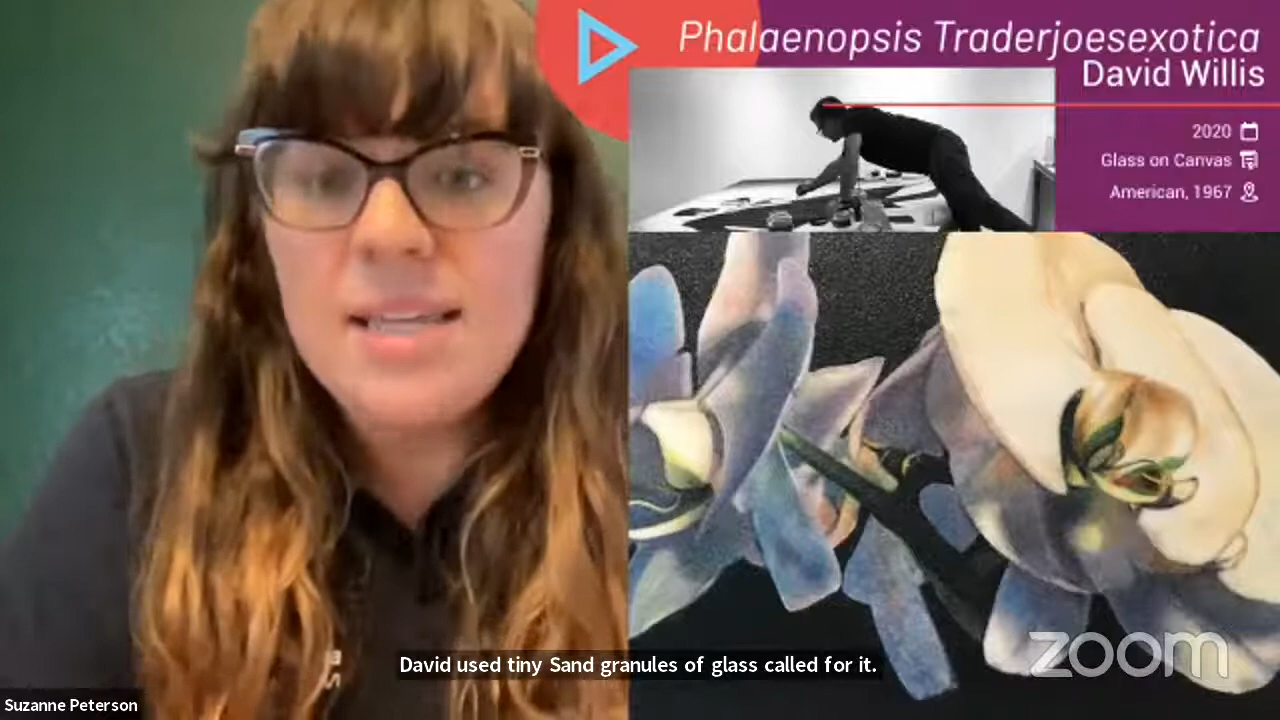 Phalaenopsis Traderjoesexotica
David Willis
2020
Glass on Canvas
American, 1967
David used tiny Sand granules of glass called for it.
zoom
Suzanne Peterson